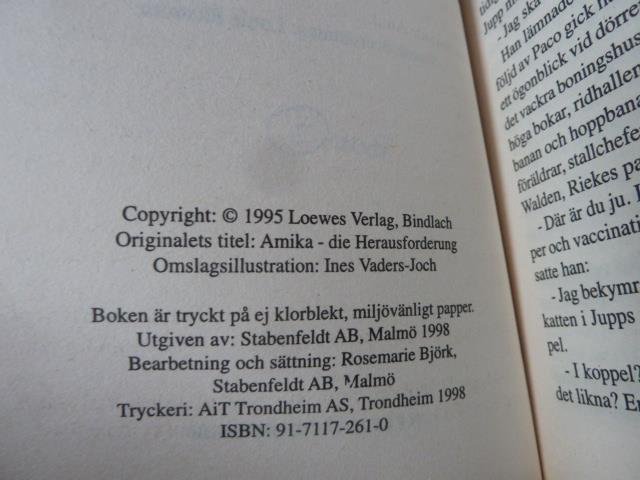 Copyright: © 1995 Loewes Verlag, Bindlach
Originalets titel: Amika - die Herausforderung
Omslagsillustration: Ines Vaders-Joch
Boken är tryckt på ej klorblekt, miljövänligt papper.
Utgiven av: Stabenfeldt AB, Malmö 1998
Bearbetning och sättning: Rosemarie Björk,
Stabenfeldt AB, Malmö
Tryckeri: AiT Trondheim AS, Trondheim 1998
ISBN: 91-7117-261-0
Jupp
- Jag ska
Han lämnade
följd av Paco gick
ett ögonblick vid dörre
det vackra boningshus
höga bokar, ridhallen
banan och hoppbana
föräldrar, stallchefe
Walden, Riekes pa
- Där är du ju. I
per och vaccinati
satte han:
- Jag bekymr
katten i Jupps
pel.
- I koppel?
det likna? En